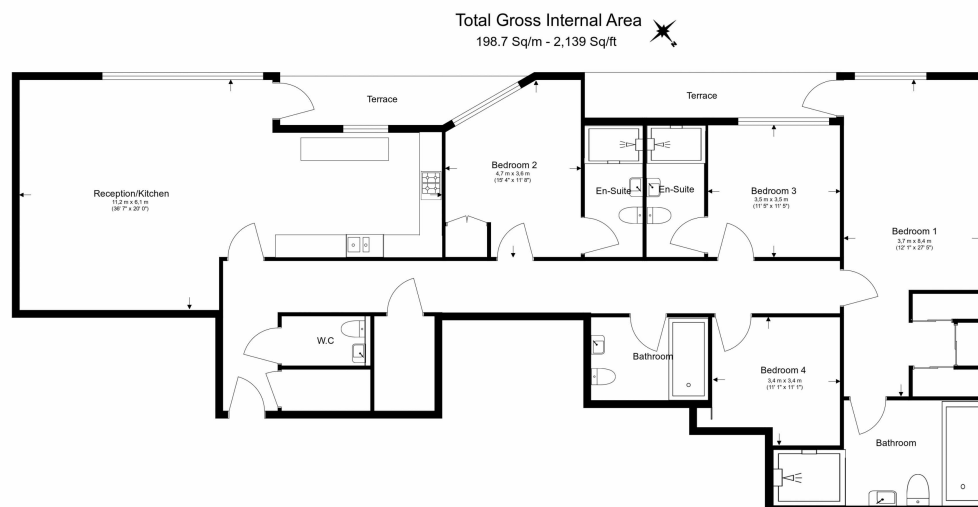 Total Gross Internal Area
198.7 Sq/m - 2,139 Sq/ft
N
Terrace
Terrace
Reception/Kitchen
11,2 m x 6,1 m
(36' 7" x 20' 0")
Bedroom 2
4,7 m x 3,6 m
(15' 4" x 11' 8")
En-Suite
En-Suite
Bedroom 3
3,5 m x 3,5 m
(11' 5" x 11' 5")
Bedroom 1
3,7 m x 8,4 m
(12' 1" x 27' 5")
W.C
Bathroom
Bedroom 4
3,4 m x 3,4 m
(11' 1" x 11' 1")
Bathroom